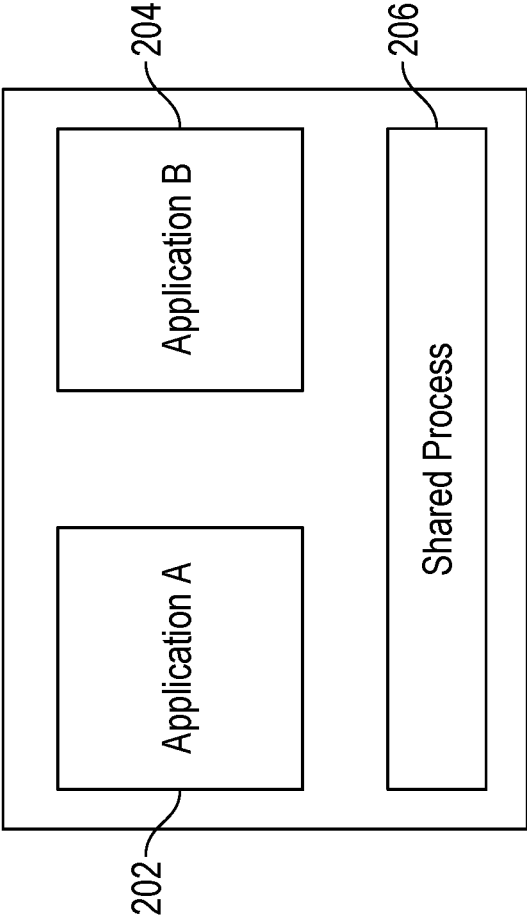 202
Application A
Application B
204
Shared Process
206